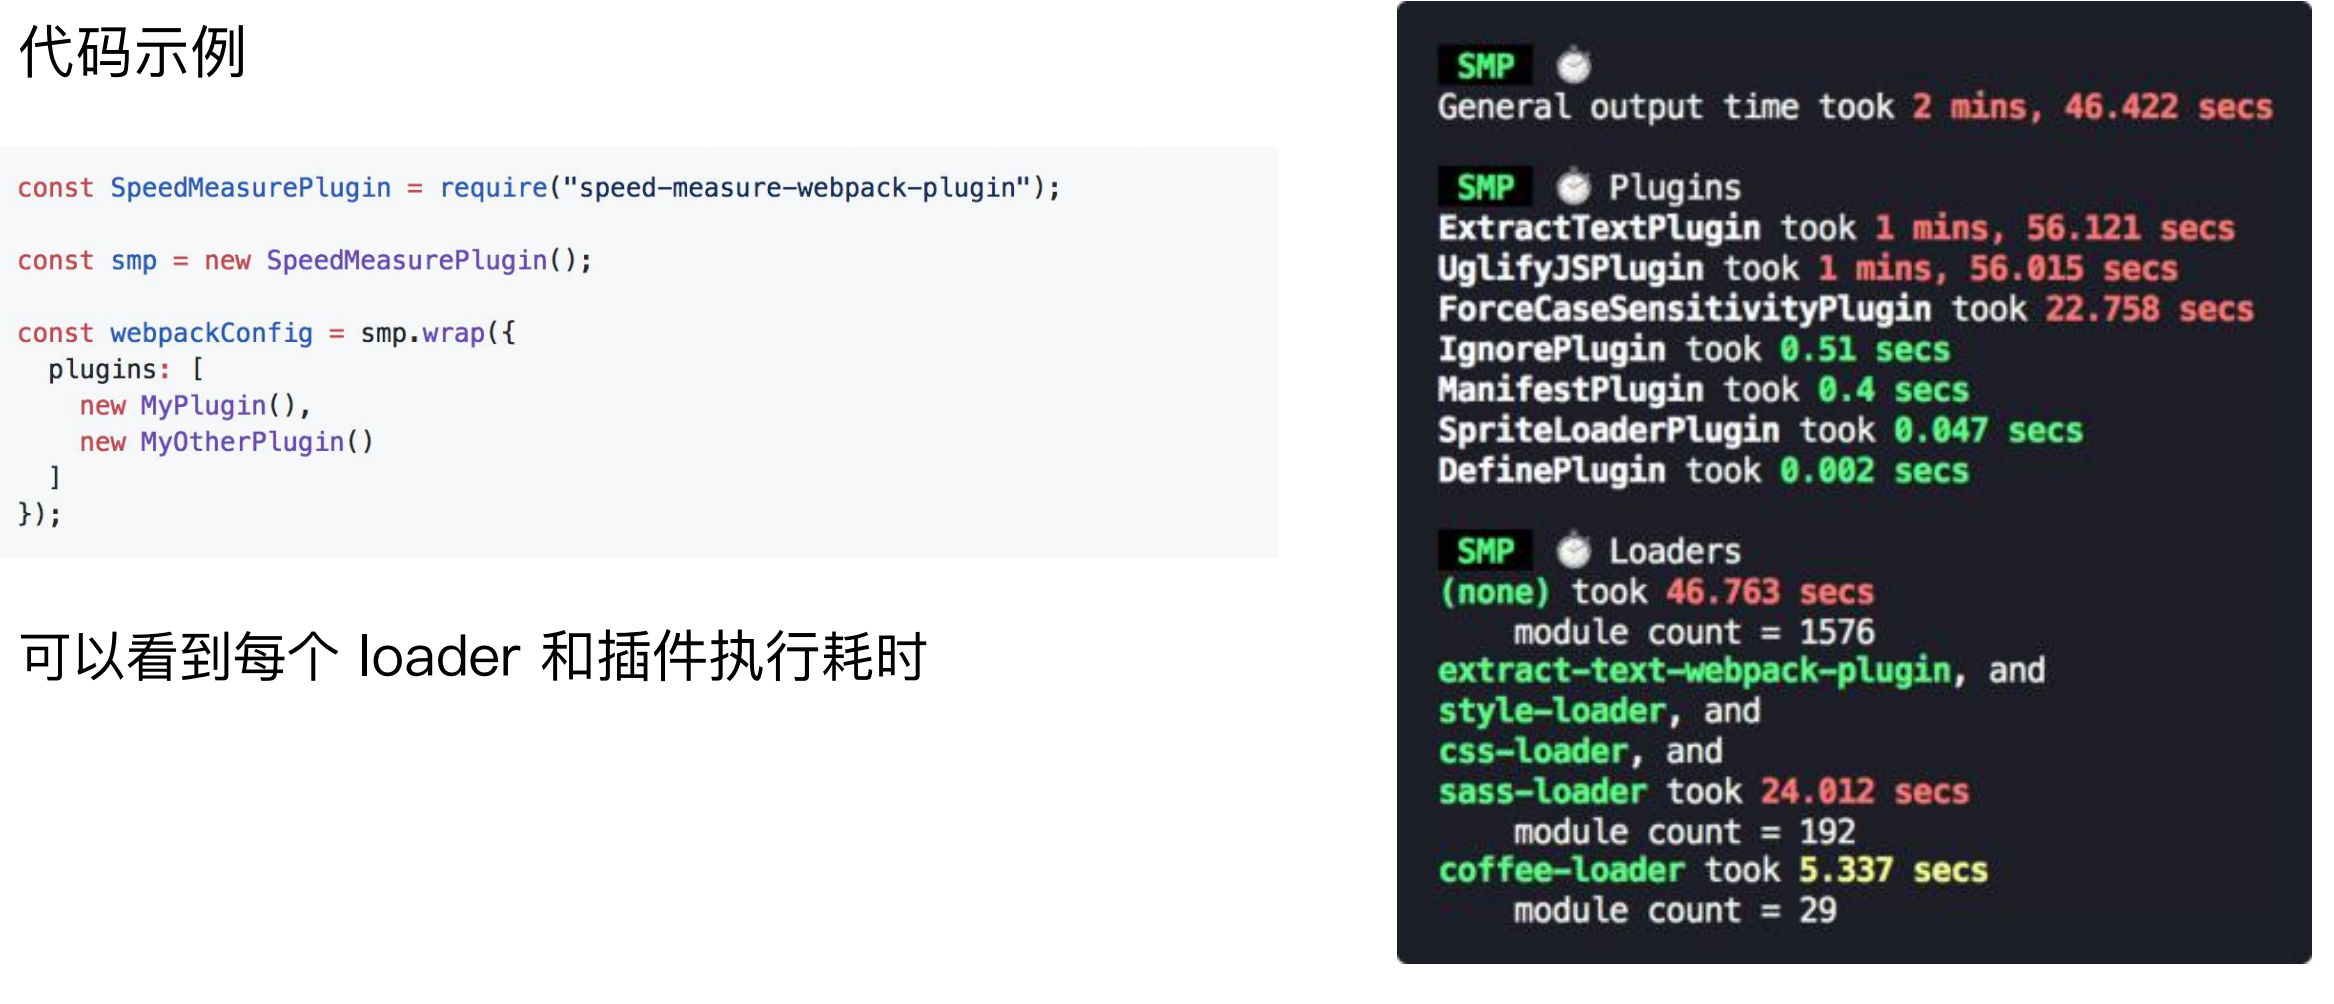 代码示例
const SpeedMeasurePlugin = require("speed-measure-webpack-plugin");
const smp = new SpeedMeasurePlugin();
const webpackConfig = smp.wrap({
  plugins: [
    new MyPlugin(),
    new MyOtherPlugin()
  ]
});
可以看到每个 loader 和插件执行耗时
SMP
General output time took 2 mins, 46.422 secs
SMP Plugins
ExtractTextPlugin took 1 mins, 56.121 secs
UglifyJSPlugin took 1 mins, 56.015 secs
ForceCaseSensitivityPlugin took 22.758 secs
IgnorePlugin took 0.51 secs
ManifestPlugin took 0.4 secs
SpriteLoaderPlugin took 0.047 secs
DefinePlugin took 0.002 secs
SMP Loaders
(none) took 46.763 secs
    module count = 1576
extract-text-webpack-plugin, and
style-loader, and
css-loader, and
sass-loader took 24.012 secs
    module count = 192
coffee-loader took 5.337 secs
    module count = 29